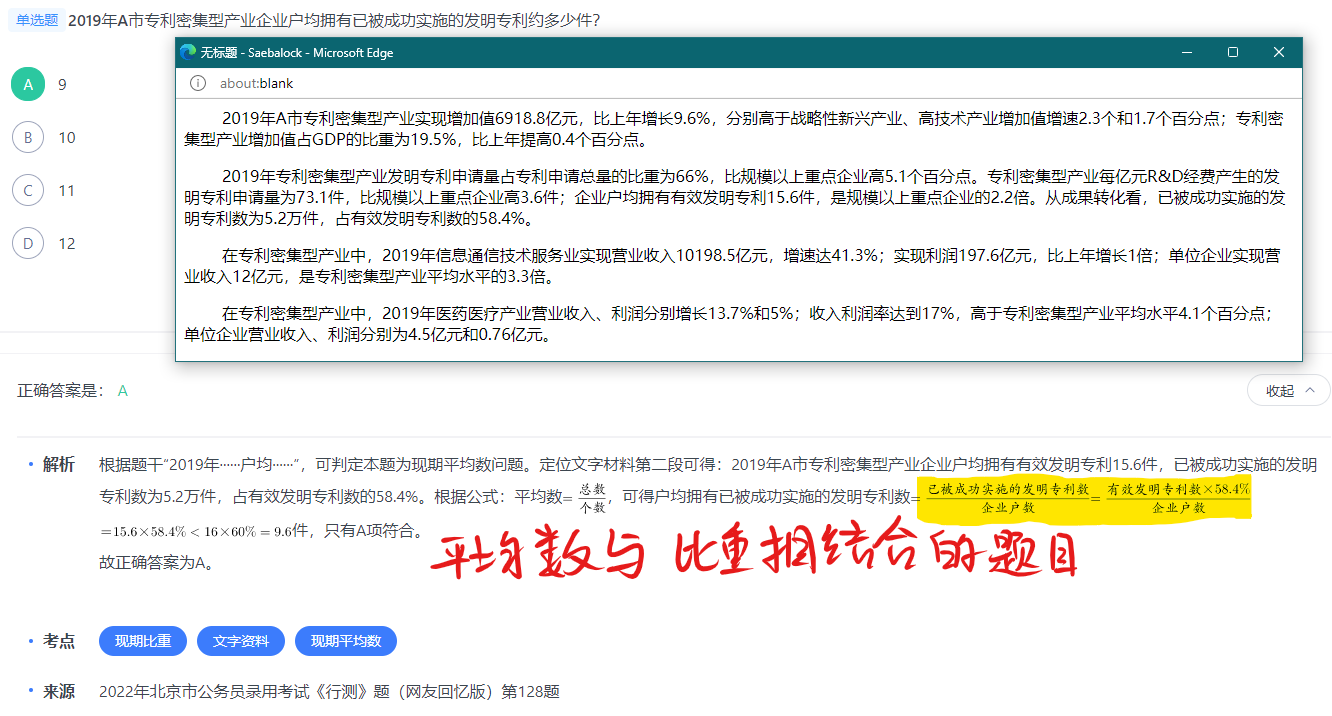 单选题 2019年A市专利密集型产业企业户均拥有已被成功实施的发明专利约多少件？
A 9
B 10
C 11
D 12
无标题 - Saebalock - Microsoft Edge
about:blank
2019年A市专利密集型产业实现增加值6918.8亿元，比上年增长9.6%，分别高于战略性新兴产业、高技术产业增加值增速2.3个和1.7个百分点；专利密
集型产业增加值占GDP的比重为19.5%，比上年提高0.4个百分点。
2019年专利密集型产业发明专利申请量占专利申请总量的比重为66%，比规模以上重点企业高5.1个百分点。专利密集型产业每亿元R&D经费产生的发
明专利申请量为73.1件，比规模以上重点企业高3.6件；企业户均拥有有效发明专利15.6件，是规模以上重点企业的2.2倍。从成果转化看，已被成功实施的发
明专利数为5.2万件，占有效发明专利数的58.4%。
在专利密集型产业中，2019年信息通信技术服务业实现营业收入10198.5亿元，增速达41.3%；实现利润197.6亿元，比上年增长1倍；单位企业实现营
业收入12亿元，是专利密集型产业平均水平的3.3倍。
在专利密集型产业中，2019年医药医疗产业营业收入、利润分别增长13.7%和5%；收入利润率达到17%，高于专利密集型产业平均水平4.1个百分点；
单位企业营业收入、利润分别为4.5亿元和0.76亿元。
正确答案是： A
收起
• 解析 根据题干“2019年……户均……”，可判定本题为现期平均数问题。定位文字材料第二段可得：2019年A市专利密集型产业企业户均拥有有效发明专利15.6件，已被成功实施的发明
专利数为5.2万件，占有效发明专利数的58.4%。根据公式：平均数= 总数/个数，可得户均拥有已被成功实施的发明专利数= 已被成功实施的发明专利数/企业户数 = 有效发明专利数×58.4%/企业户数
=15.6×58.4% < 16×60% = 9.6件，只有A项符合。
平均数与 比重相结合的题目
故正确答案为A。
• 考点 现期比重 文字资料 现期平均数
• 来源 2022年北京市公务员录用考试《行测》题（网友回忆版）第128题